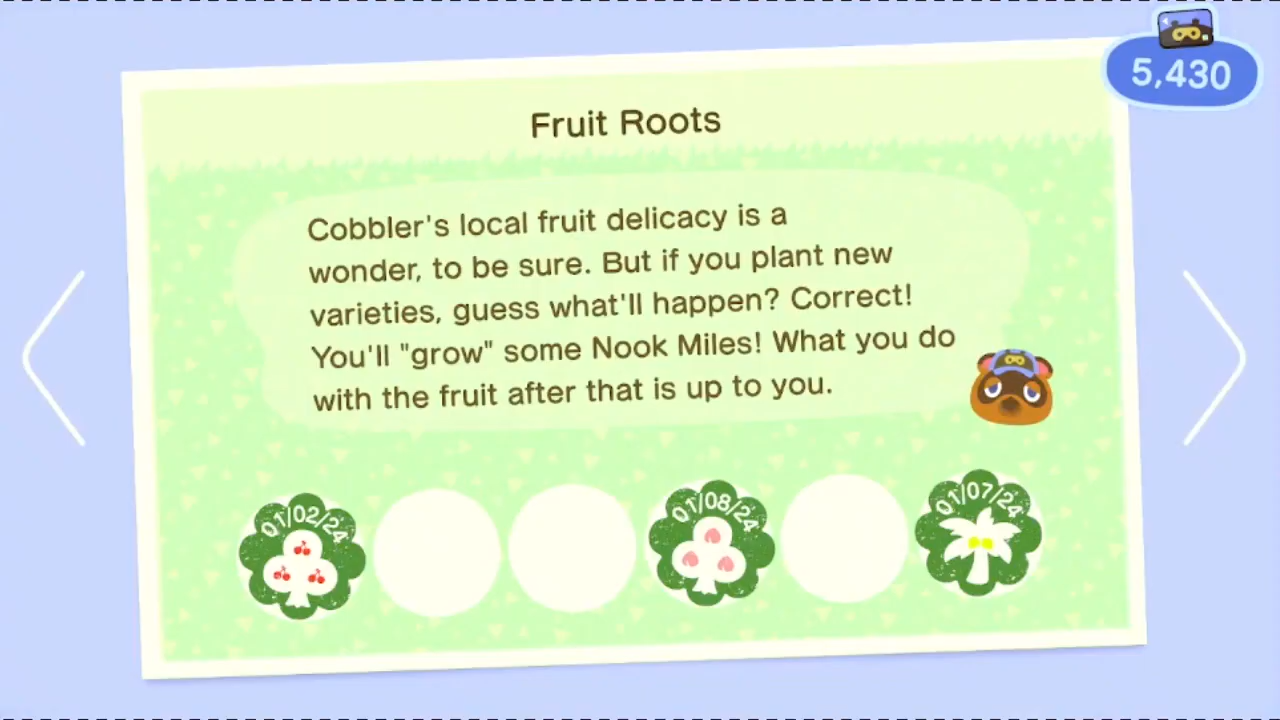 5,430
Fruit Roots
Cobbler's local fruit delicacy is a
wonder, to be sure. But if you plant new
varieties, guess what'll happen? Correct!
You'll "grow" some Nook Miles! What you do
with the fruit after that is up to you.
01/02/24
01/08/24
01/07/24